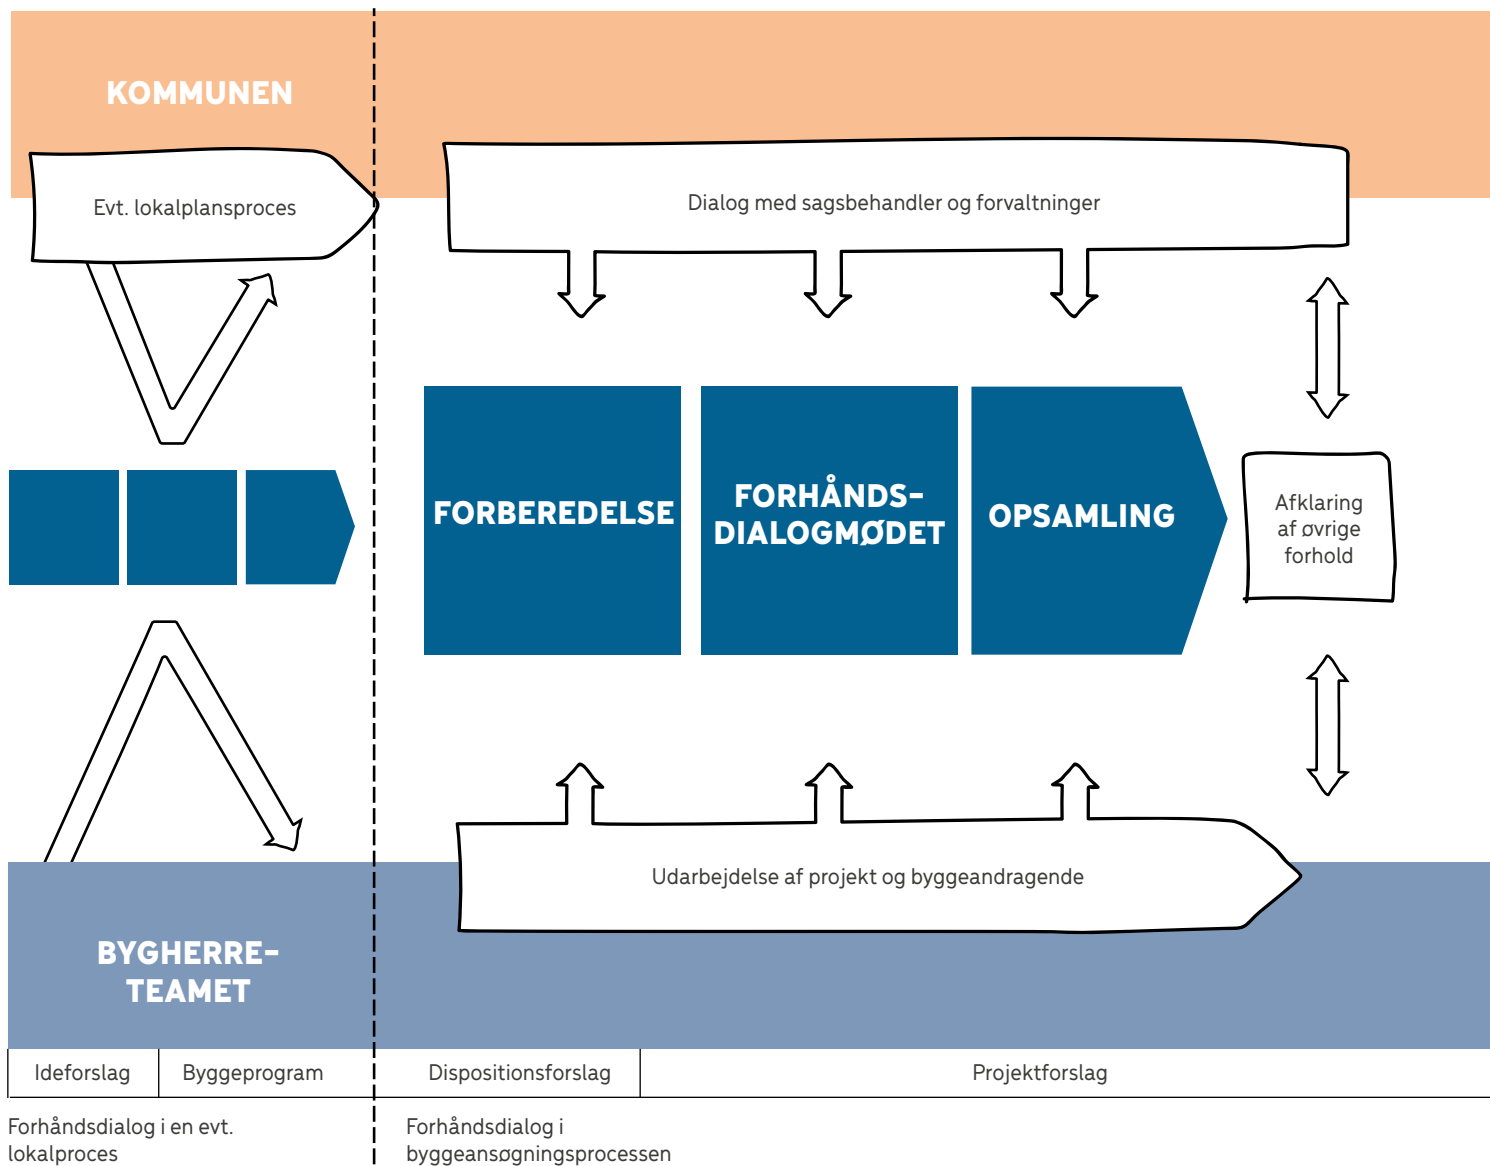 KOMMUNEN
Evt. lokalplansproces
Dialog med sagsbehandler og forvaltninger
FORBEREDELSE
FORHÅNDS-
DIALOGMØDET
OPSAMLING
Afklaring
af øvrige
forhold
Udarbejdelse af projekt og byggeandragende
BYGHERRE-
TEAMET
Ideforslag
Byggeprogram
Dispositionsforslag
Projektforslag
Forhåndsdialog i en evt.
lokalproces
Forhåndsdialog i
byggeansøgningsprocessen